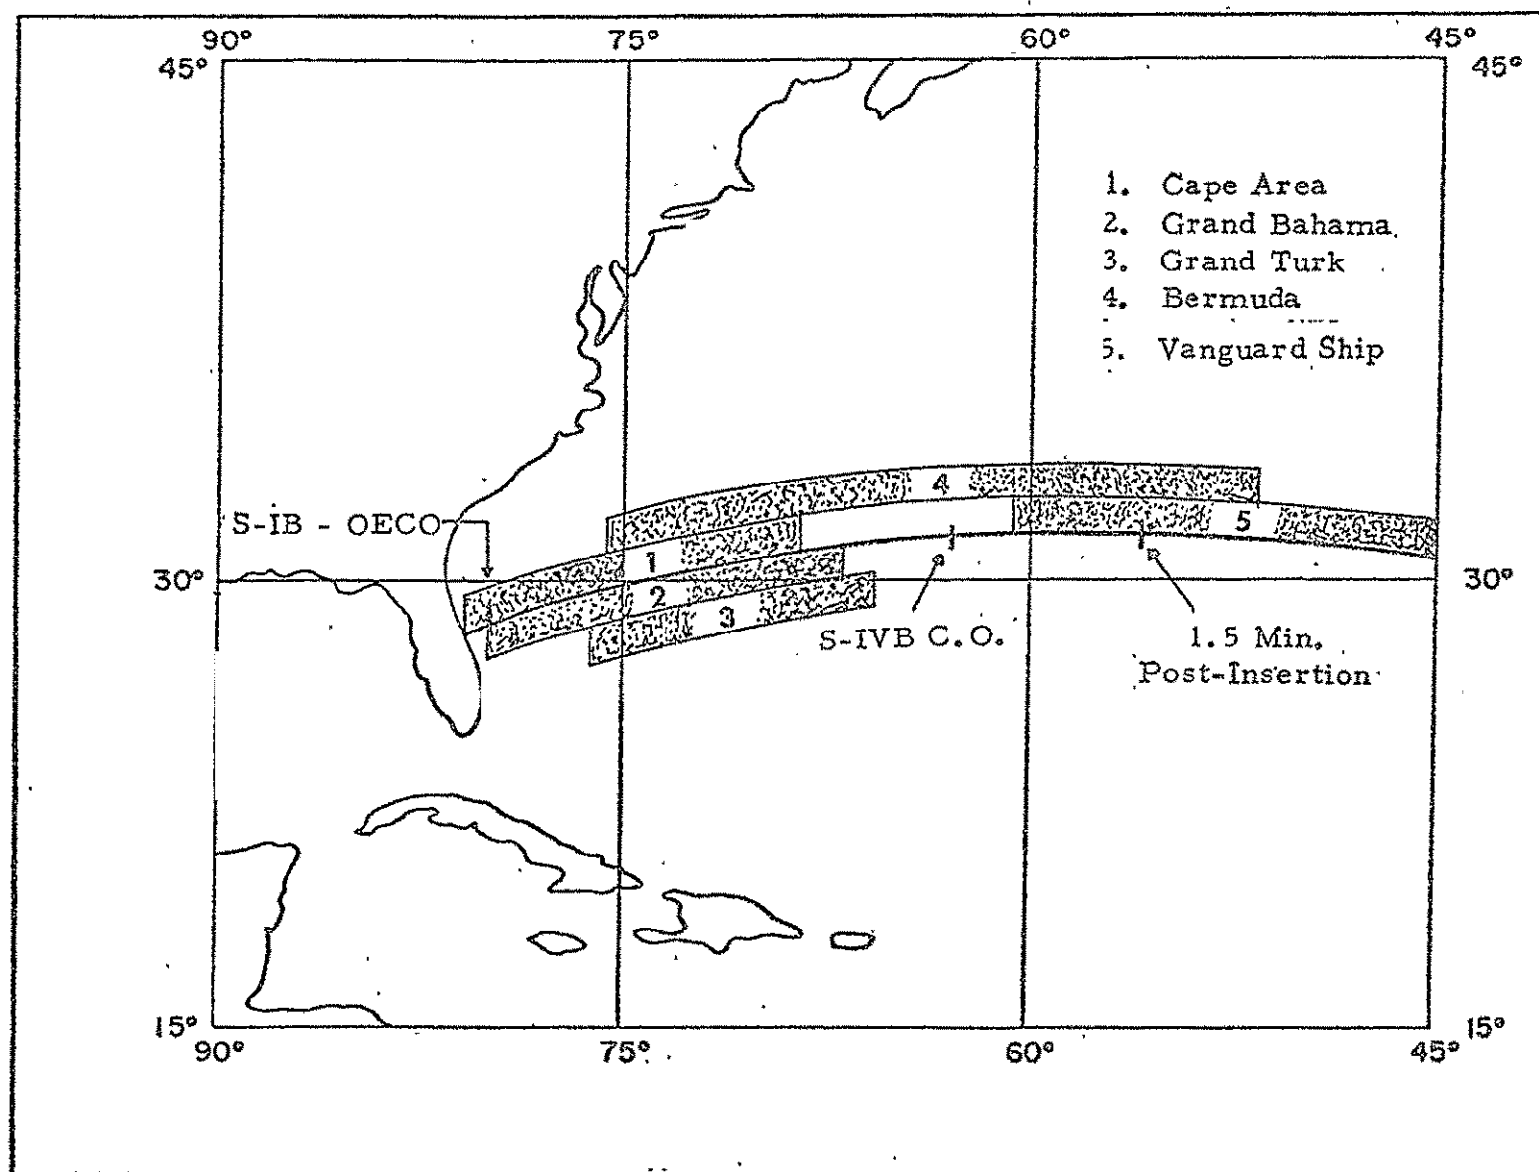 90° 75° 60° 45°
45° 45°
1. Cape Area
2. Grand Bahama
3. Grand Turk
4. Bermuda
5. Vanguard Ship
4
5
S-IB - OECO
1
30° 30°
2
3
S-IVB C.O.
1.5 Min.
Post-Insertion
15° 15°
90° 75° 60° 45°